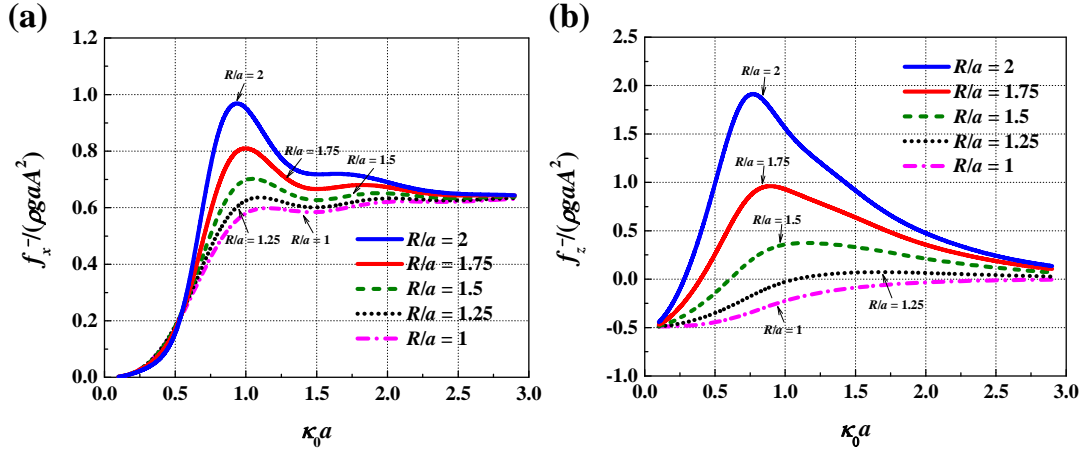 (a)
1.2
1.0
0.8
0.6
0.4
0.2
0.0
f_x^-/(ρgaA^2)
R/a = 2
R/a = 1.75
R/a = 1.5
R/a = 1.25
R/a = 1
R/a = 2
R/a = 1.75
R/a = 1.5
R/a = 1.25
R/a = 1
0.0 0.5 1.0 1.5 2.0 2.5 3.0
κ_0 a
(b)
2.5
2.0
1.5
1.0
0.5
0.0
-0.5
-1.0
f_z^-/(ρgaA^2)
R/a = 2
R/a = 1.75
R/a = 1.5
R/a = 1.25
R/a = 1
R/a = 2
R/a = 1.75
R/a = 1.5
R/a = 1.25
R/a = 1
0.0 0.5 1.0 1.5 2.0 2.5 3.0
κ_0 a